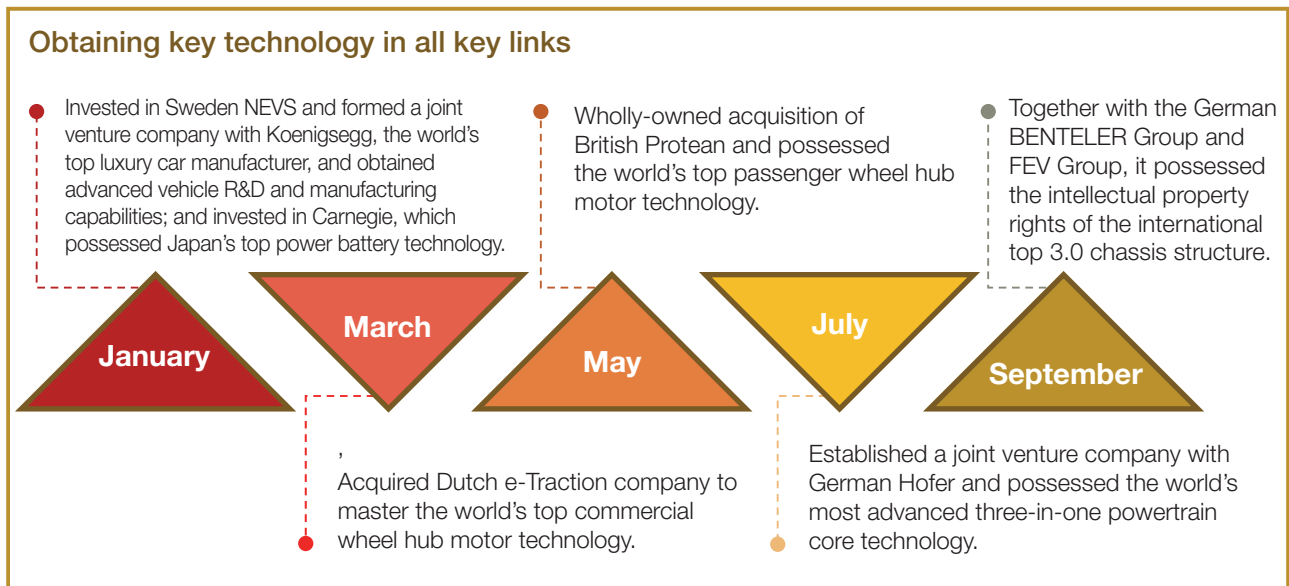 Obtaining key technology in all key links
Invested in Sweden NEVS and formed a joint
venture company with Koenigsegg, the world's
top luxury car manufacturer, and obtained
advanced vehicle R&D and manufacturing
capabilities; and invested in Carnegie, which
possessed Japan's top power battery technology.
Wholly-owned acquisition of
British Protean and possessed
the world's top passenger wheel hub
motor technology.
Together with the German
BENTELER Group and
FEV Group, it possessed
the intellectual property
rights of the international
top 3.0 chassis structure.
January
March
May
July
September
,
Acquired Dutch e-Traction company to
master the world's top commercial
wheel hub motor technology.
Established a joint venture company with
German Hofer and possessed the world's
most advanced three-in-one powertrain
core technology.